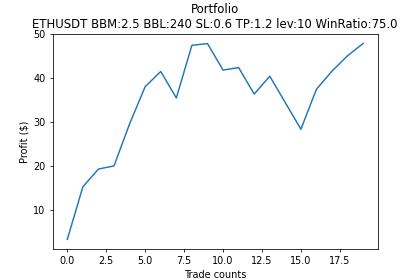 Portfolio
ETHUSDT BBM:2.5 BBL:240 SL:0.6 TP:1.2 lev:10 WinRatio:75.0
50
40
30
20
10
Profit ($)
0.0 2.5 5.0 7.5 10.0 12.5 15.0 17.5
Trade counts